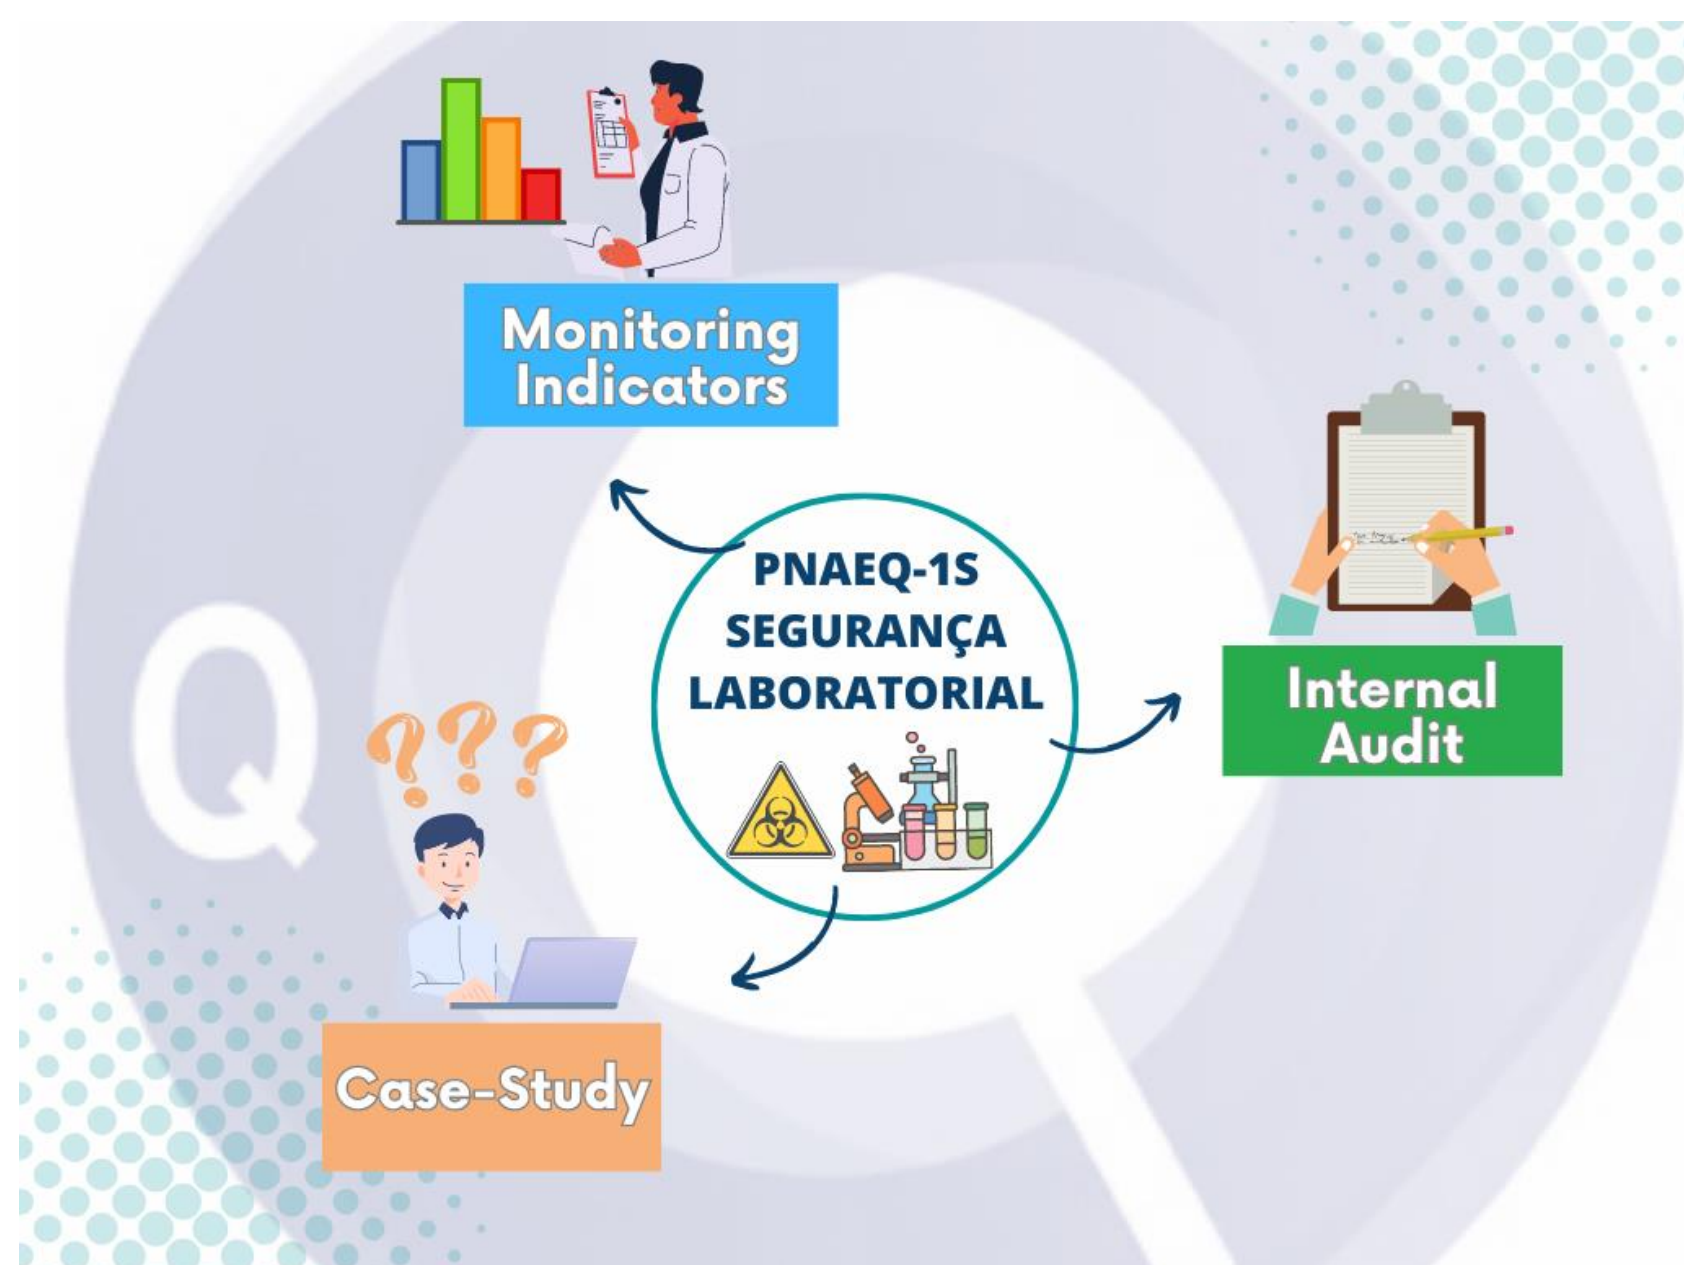 Monitoring
Indicators
PNAEQ-1S
SEGURANÇA
LABORATORIAL
Internal
Audit
Q
Case-Study